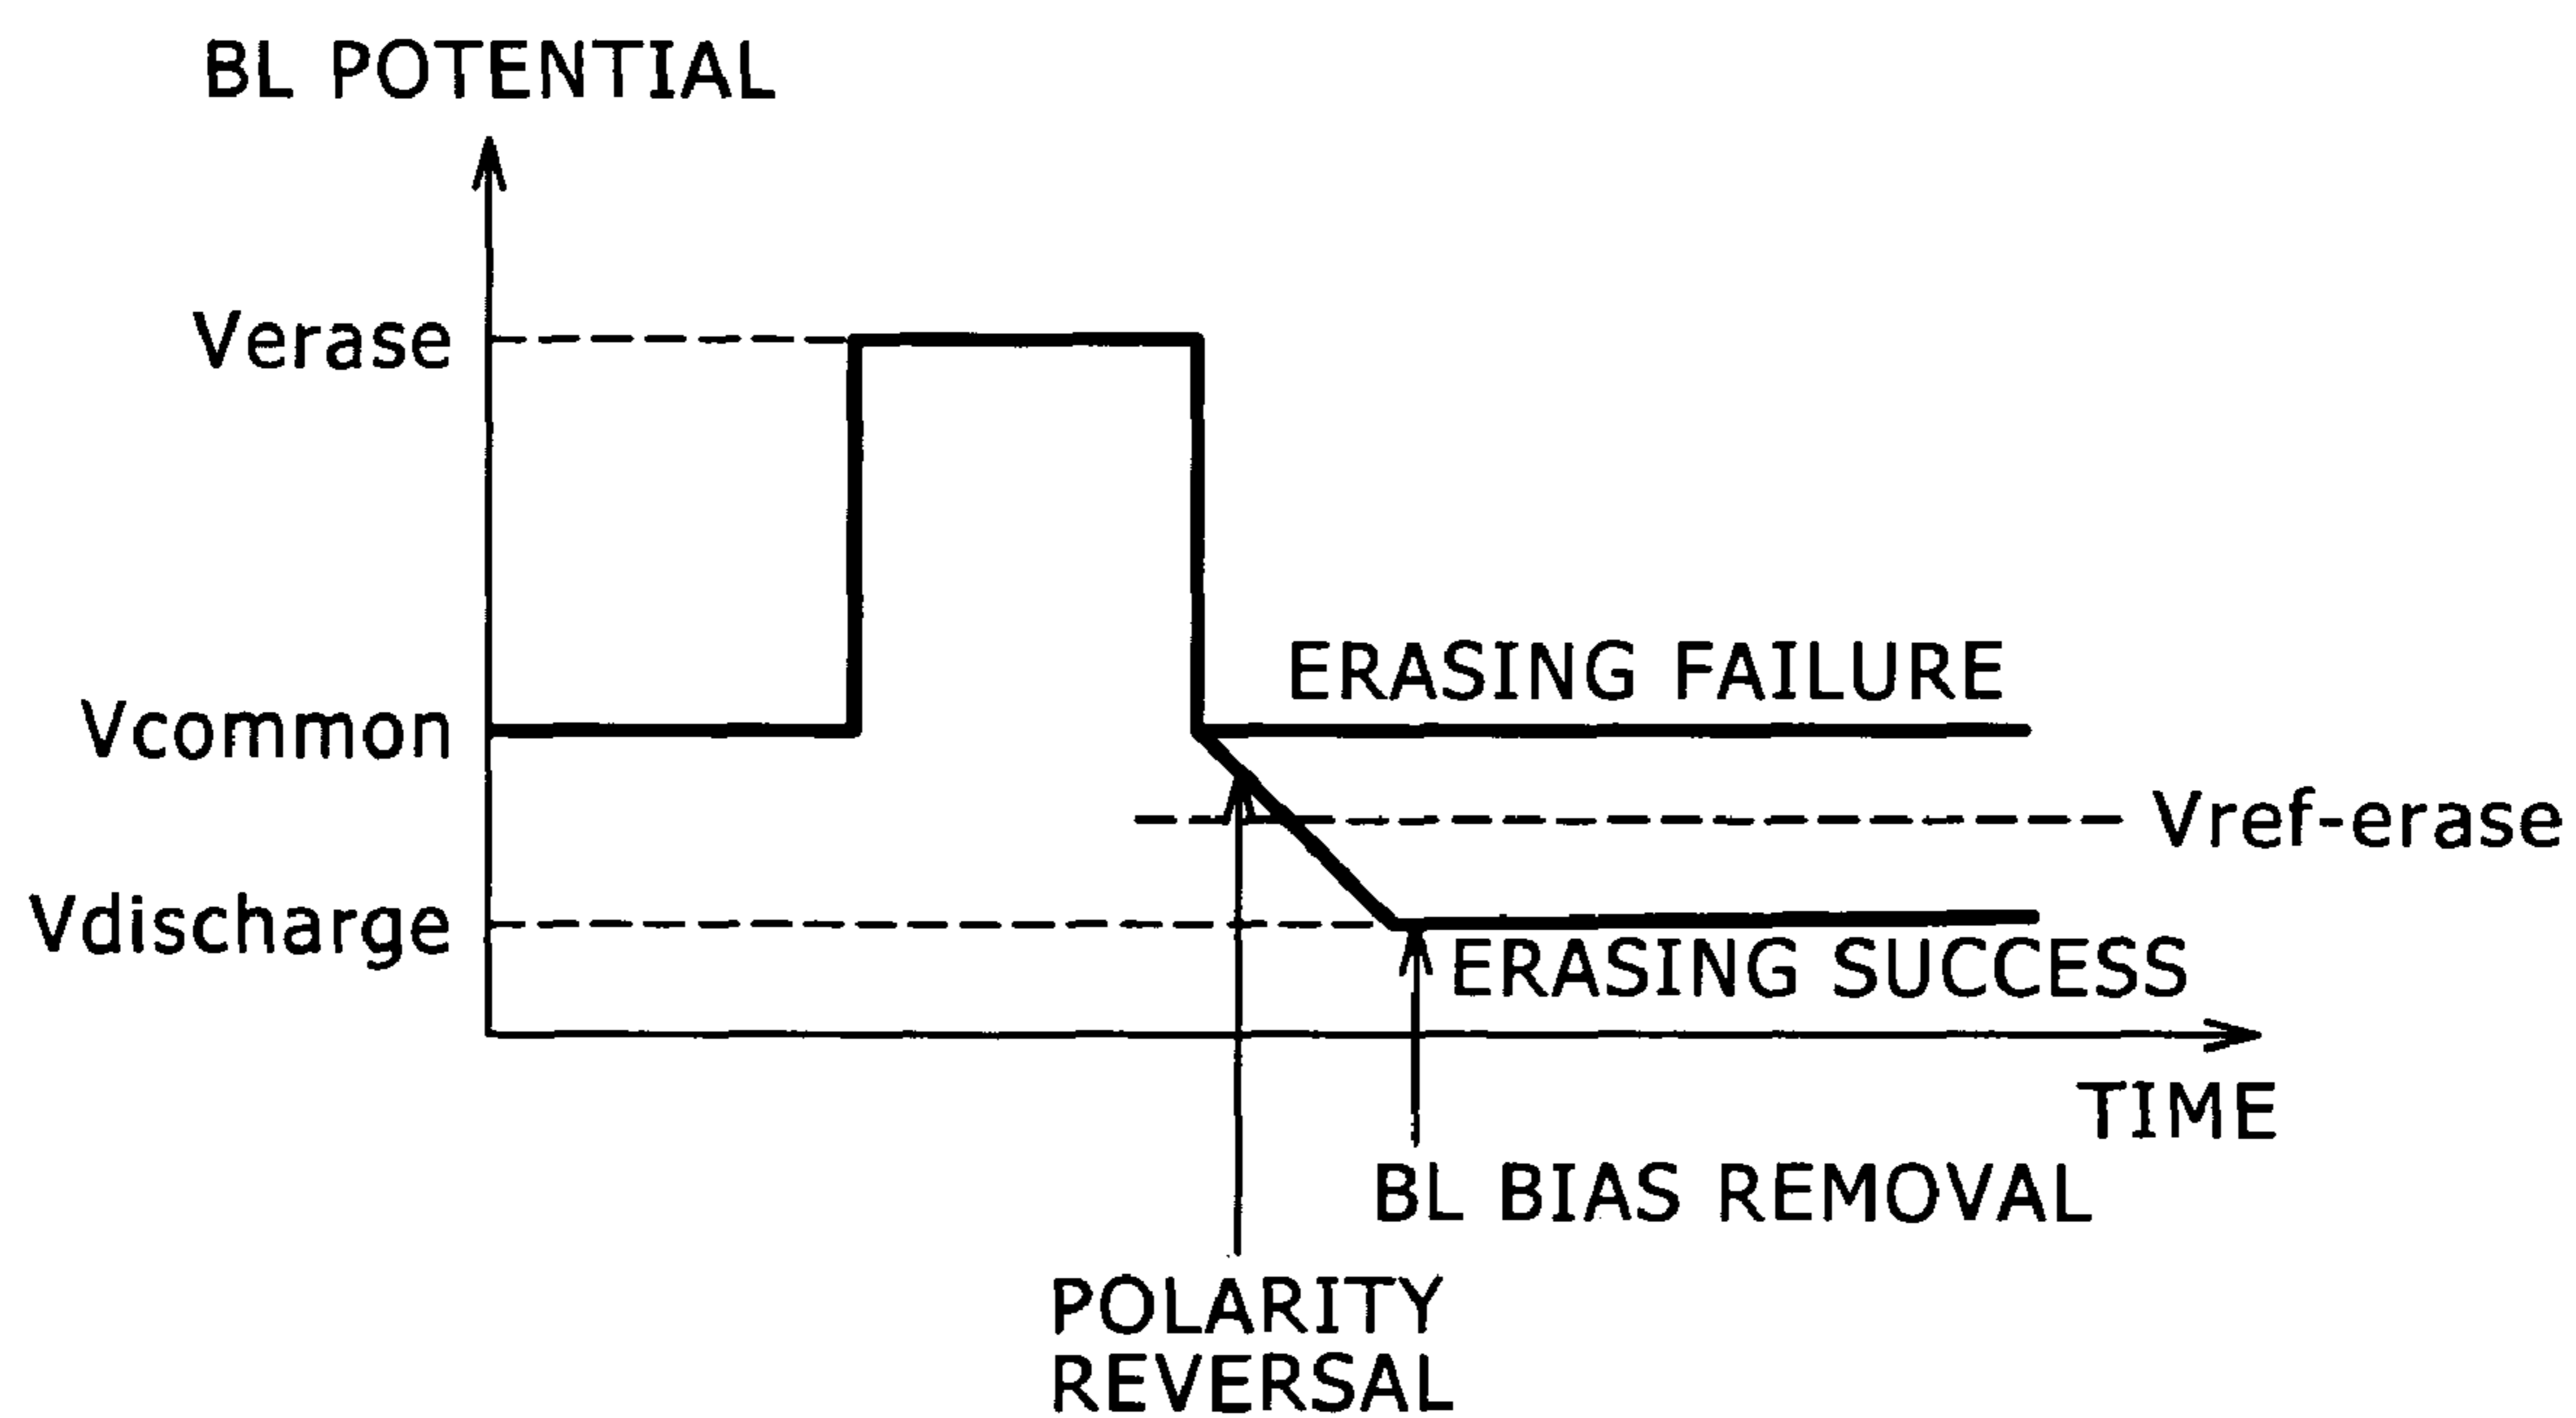 BL POTENTIAL
Verase
ERASING FAILURE
Vcommon
Vref-erase
Vdischarge
ERASING SUCCESS
TIME
BL BIAS REMOVAL
POLARITY
REVERSAL